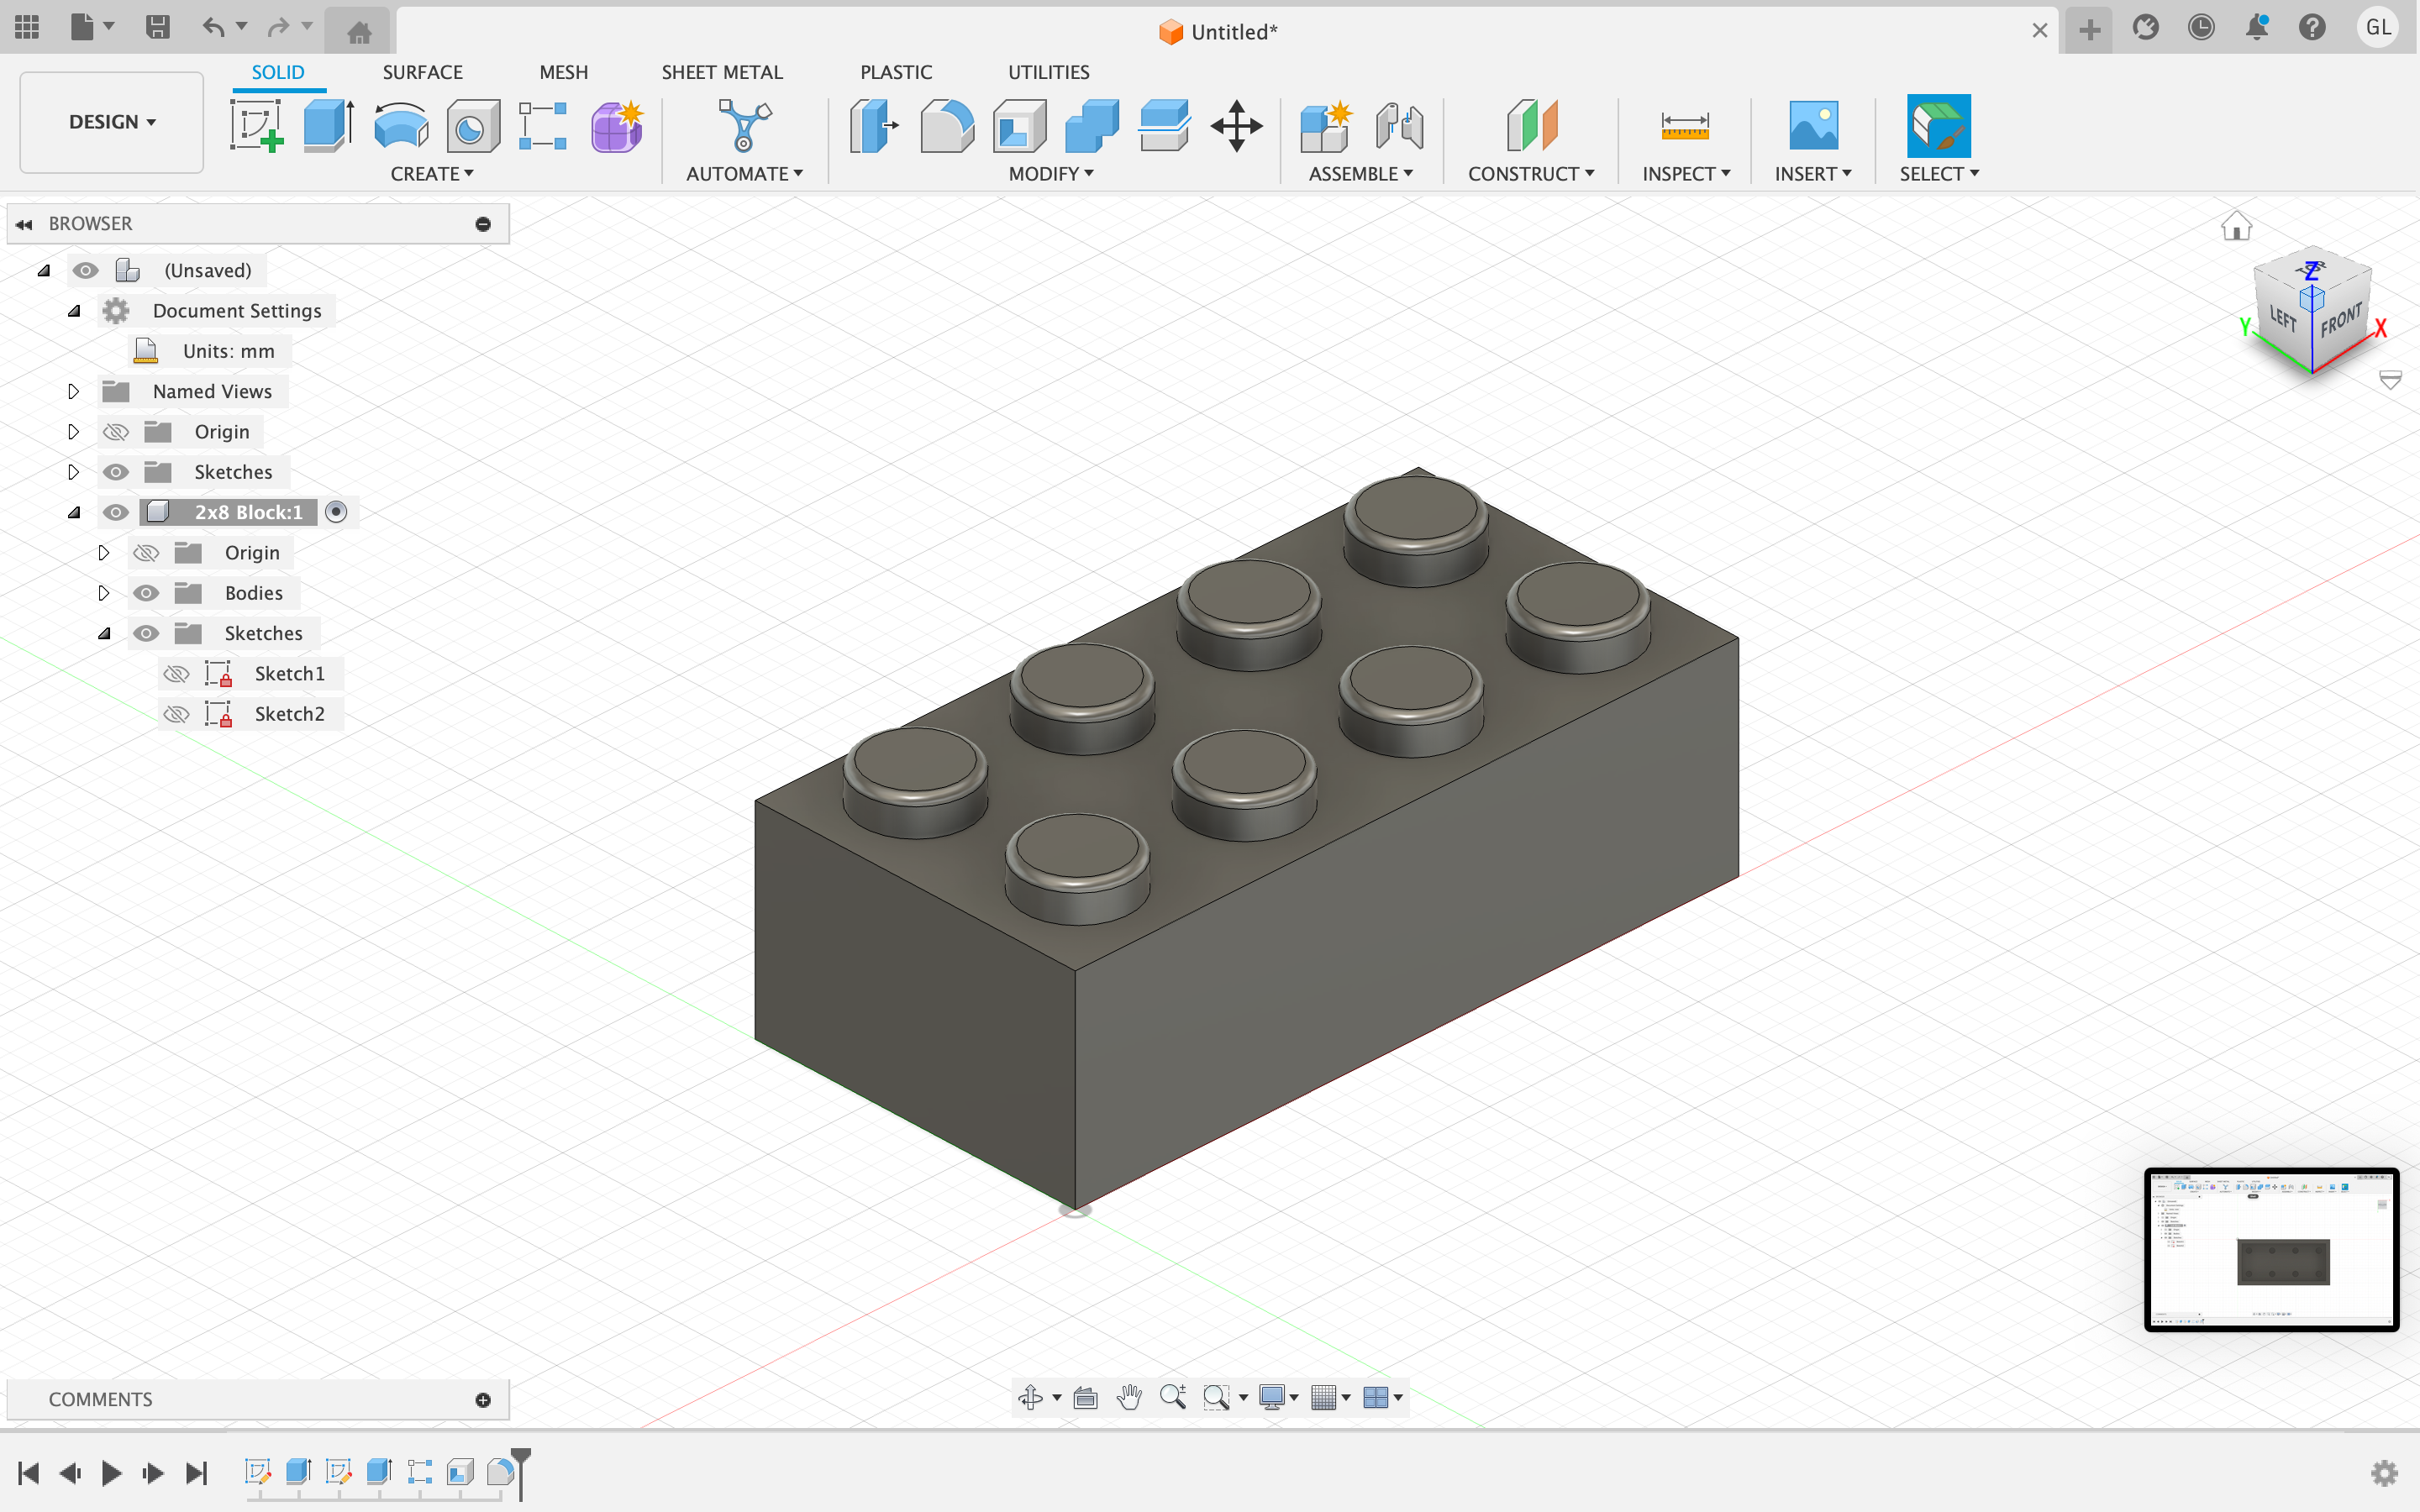 Untitled*
GL
SOLID
SURFACE
MESH
SHEET METAL
PLASTIC
UTILITIES
DESIGN
CREATE
AUTOMATE
MODIFY
ASSEMBLE
CONSTRUCT
INSPECT
INSERT
SELECT
BROWSER
(Unsaved)
Document Settings
Units: mm
Named Views
Origin
Sketches
2x8 Block:1
Origin
Bodies
Sketches
Sketch1
Sketch2
TOP
Z
LEFT
FRONT
Y
X
COMMENTS